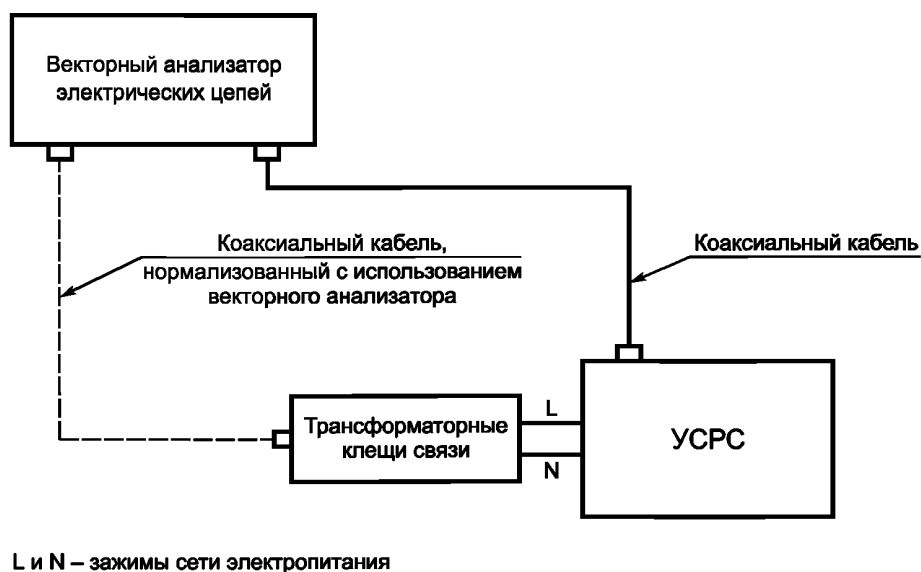 Векторный анализатор
электрических цепей
Коаксиальный кабель,
нормализованный с использованием
векторного анализатора
Коаксиальный кабель
Трансформаторные
клещи связи
L
N
УСРС
L и N – зажимы сети электропитания